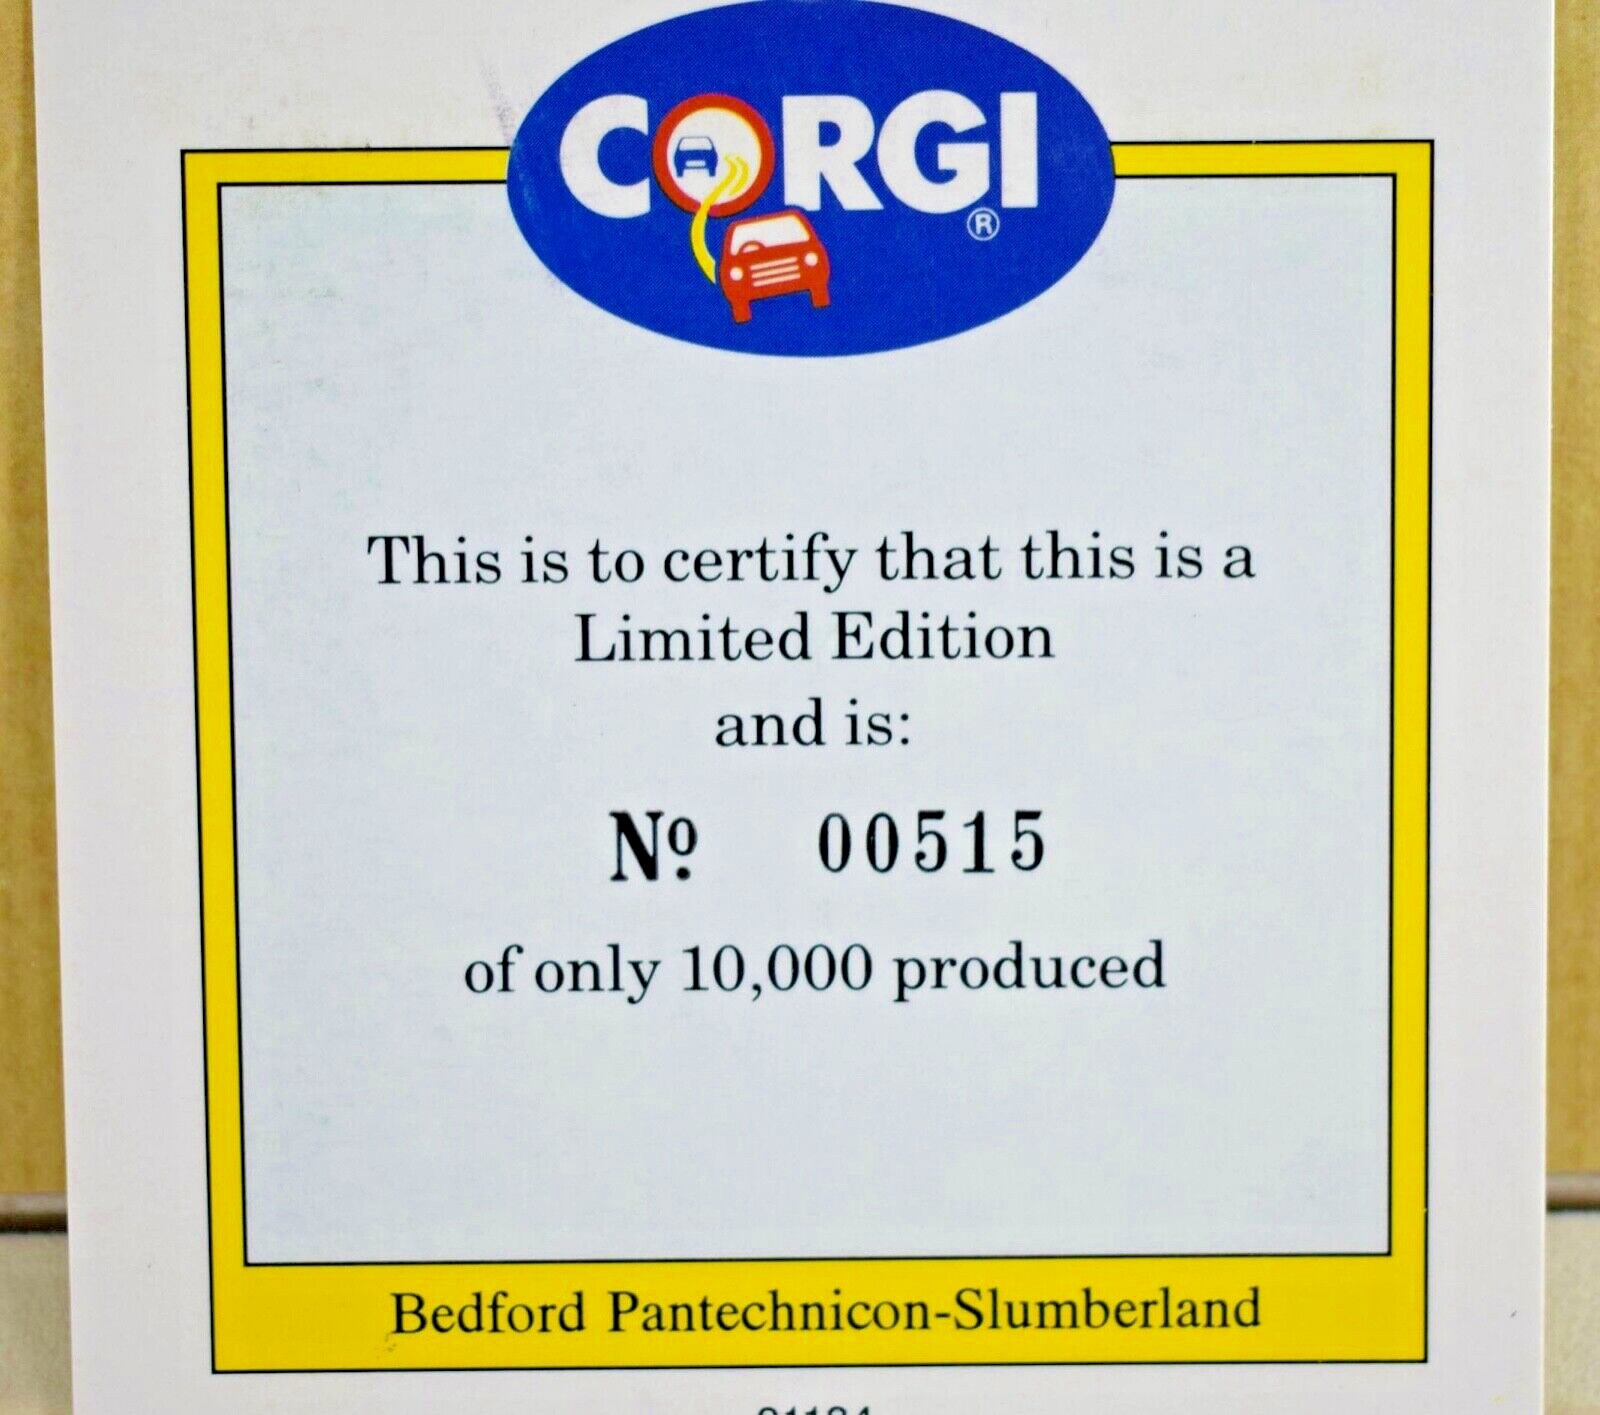 CORGI
®
This is to certify that this is a
Limited Edition
and is:
Nº 00515
of only 10,000 produced
Bedford Pantechnicon-Slumberland